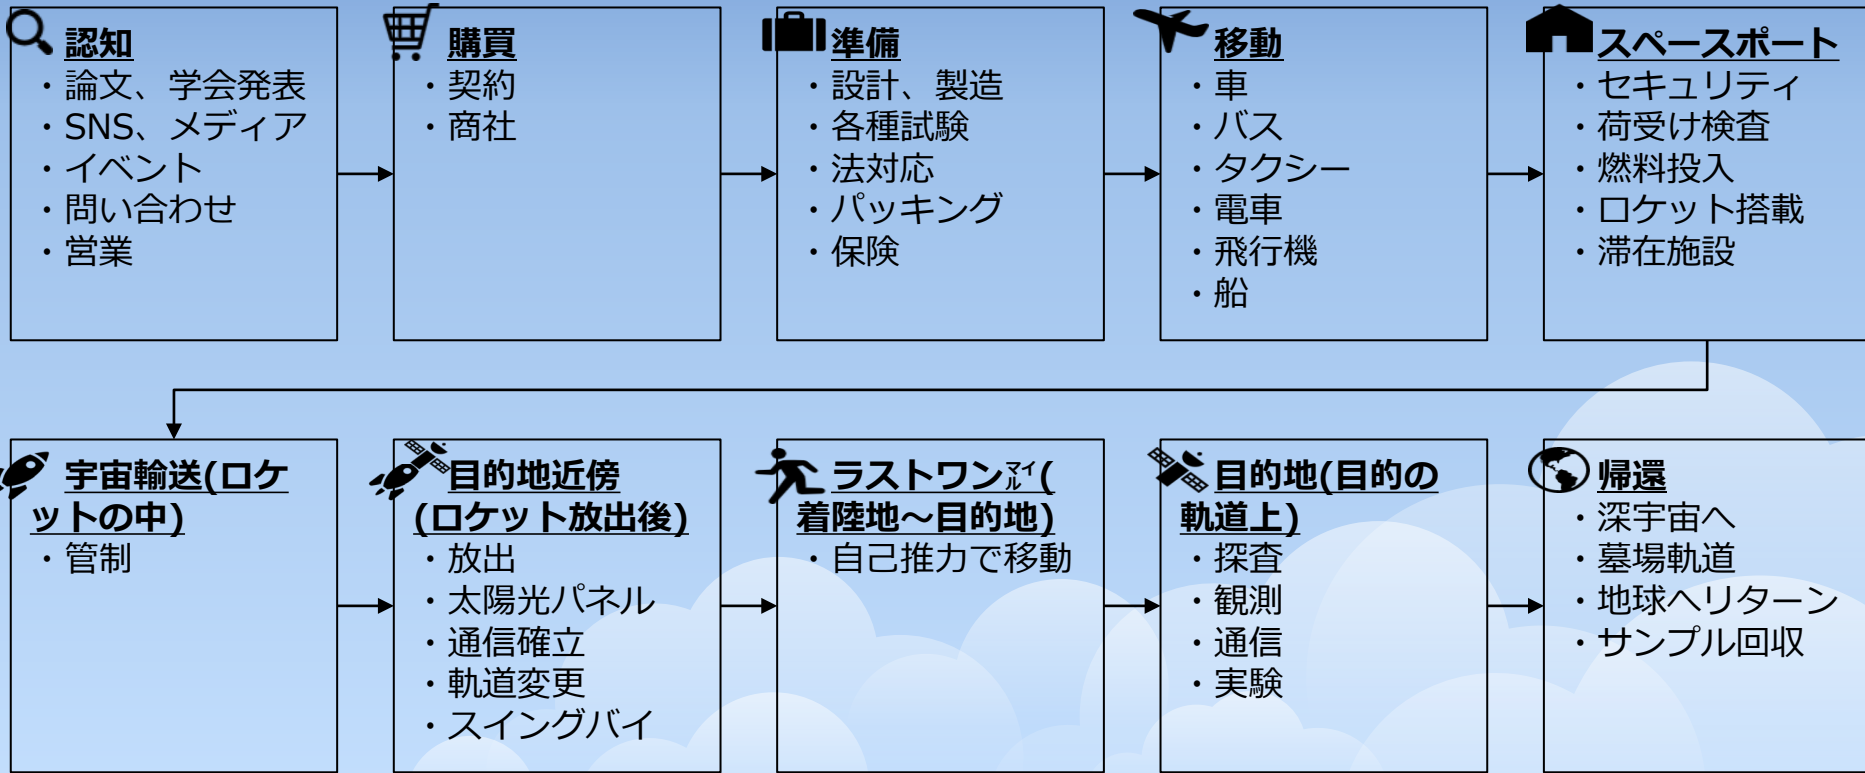 認知
・論文、学会発表
・SNS、メディア
・イベント
・問い合わせ
・営業
購買
・契約
・商社
準備
・設計、製造
・各種試験
・法対応
・パッキング
・保険
移動
・車
・バス
・タクシー
・電車
・飛行機
・船
スペースポート
・セキュリティ
・荷受け検査
・燃料投入
・ロケット搭載
・滞在施設
宇宙輸送(ロケ
ットの中)
・管制
目的地近傍
(ロケット放出後)
・放出
・太陽光パネル
・通信確立
・軌道変更
・スイングバイ
ラストワンマイル(
着陸地～目的地)
・自己推力で移動
目的地(目的の
軌道上)
・探査
・観測
・通信
・実験
帰還
・深宇宙へ
・墓場軌道
・地球へリターン
・サンプル回収